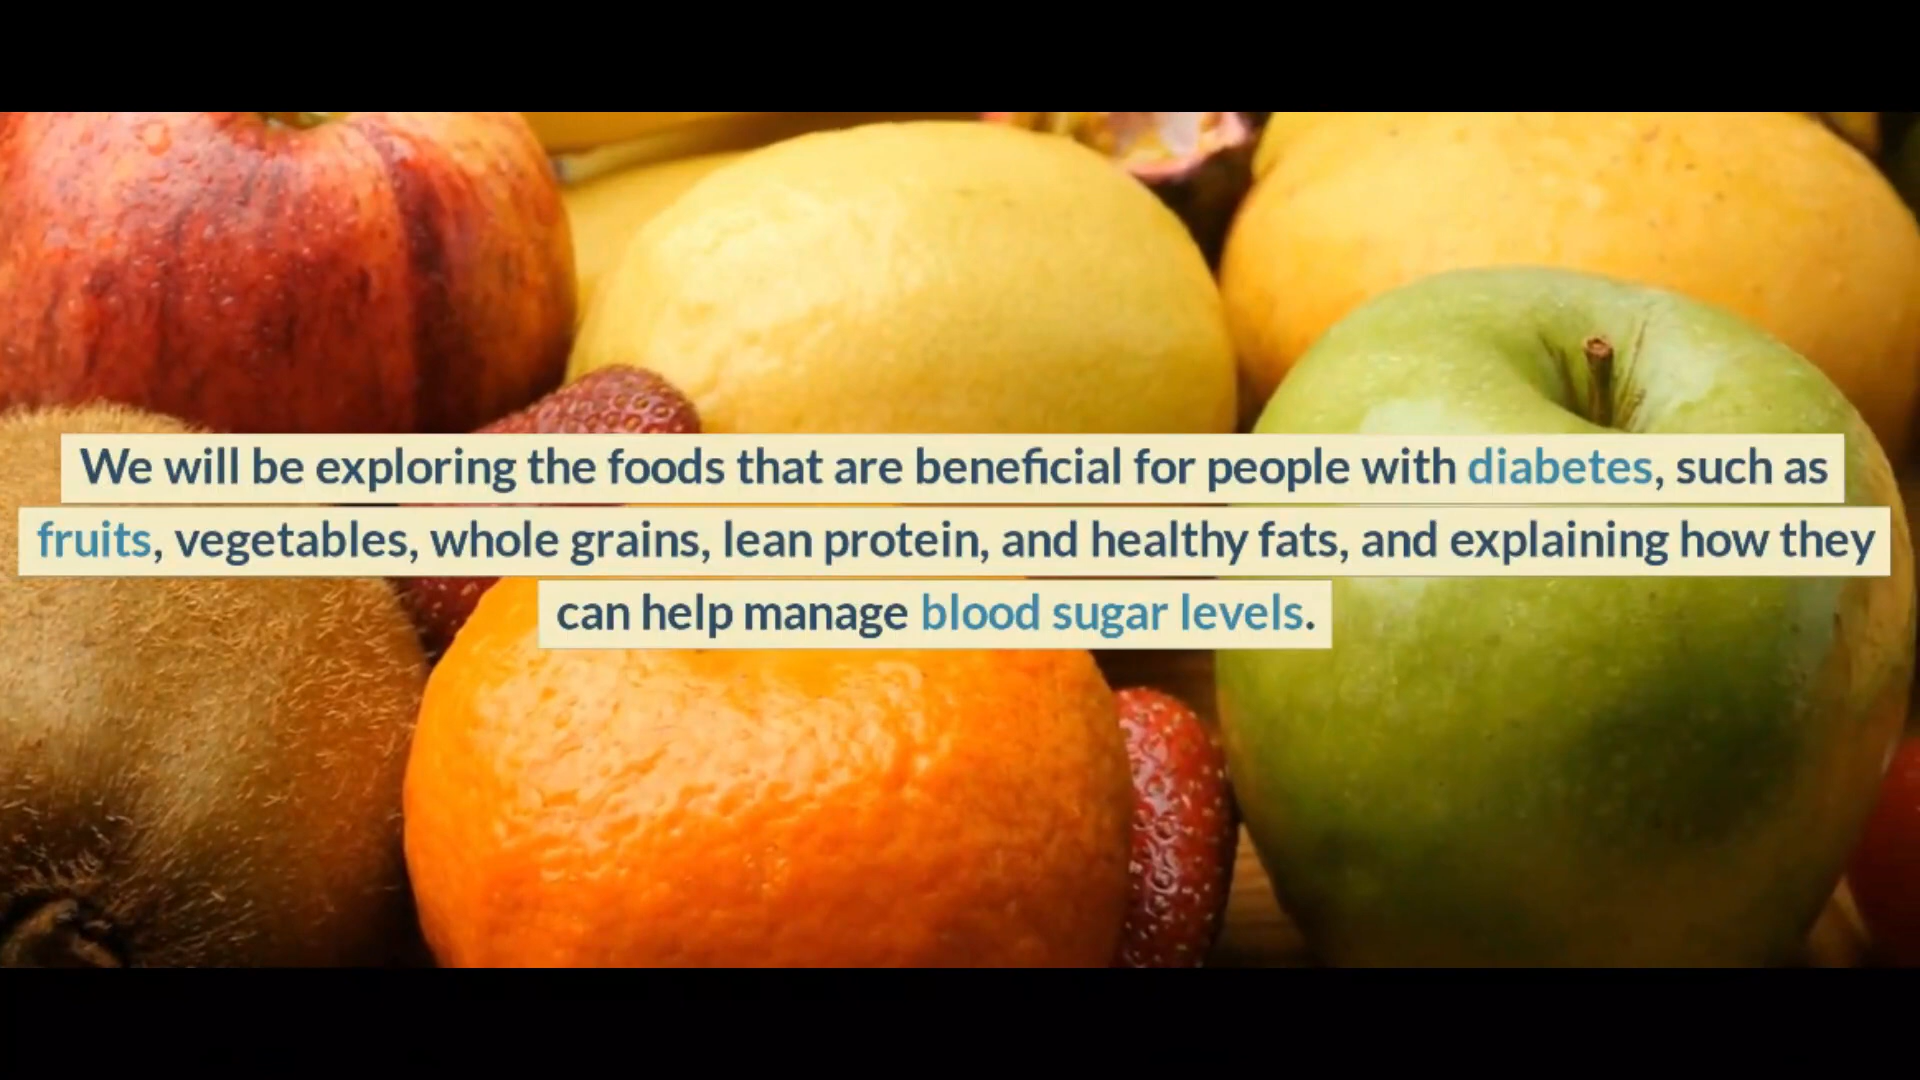 We will be exploring the foods that are beneficial for people with diabetes, such as
fruits, vegetables, whole grains, lean protein, and healthy fats, and explaining how they
can help manage blood sugar levels.